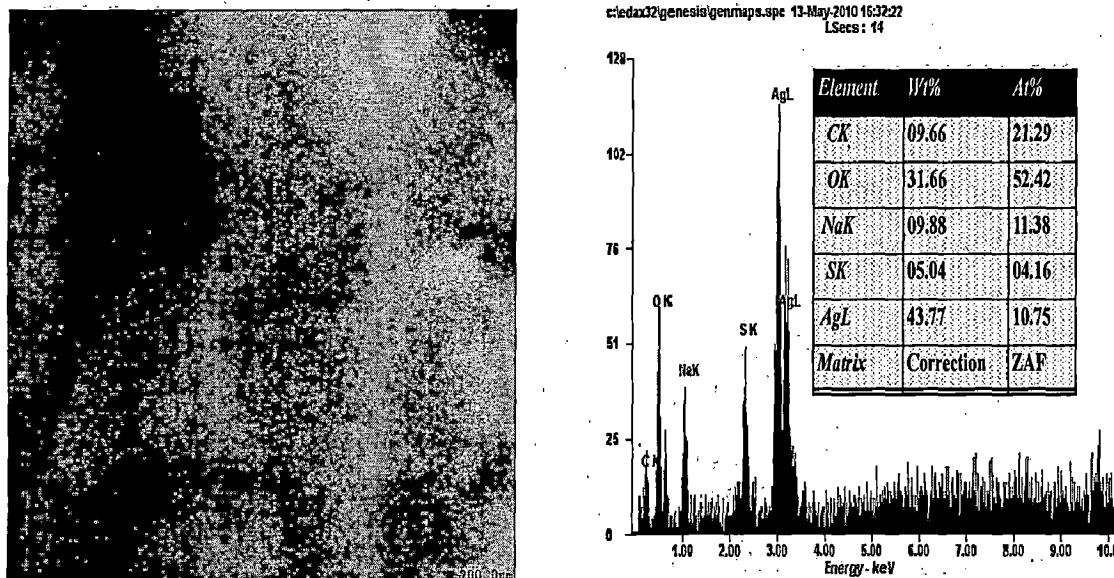 c:\edax32\genesis\genmaps.spc 13-May-2010 16:32:22
LSecs: 14
128
102
76
51
25
0
C K
O K
NaK
S K
AgL
AgL
Element Wt% At%
CK 09.66 21.29
OK 31.66 52.42
NaK 09.88 11.38
SK 05.04 04.16
AgL 43.77 10.75
Matrix Correction ZAF
1.00 2.00 3.00 4.00 5.00 6.00 7.00 8.00 9.00 10.0
Energy - keV